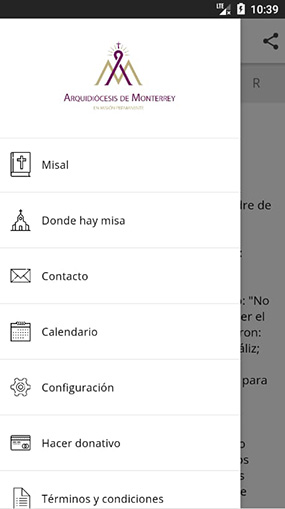 LTE 10:39
ARQUIDIÓCESIS DE MONTERREY
EN MISIÓN PERMANENTE
R
Misal
Donde hay misa
dre de
:
Contacto
o: "No
er el
Calendario
ron:
áliz;
Configuración
para
Hacer donativo
o
os
s
Términos y condiciones
e